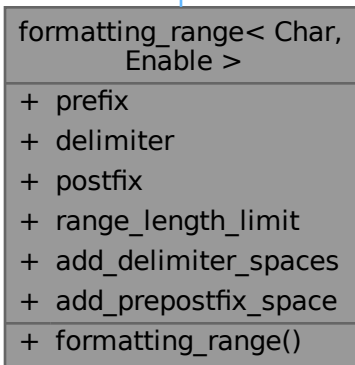 formatting_range< Char,
Enable >
+ prefix
+ delimiter
+ postfix
+ range_length_limit
+ add_delimiter_spaces
+ add_prepostfix_space
+ formatting_range()